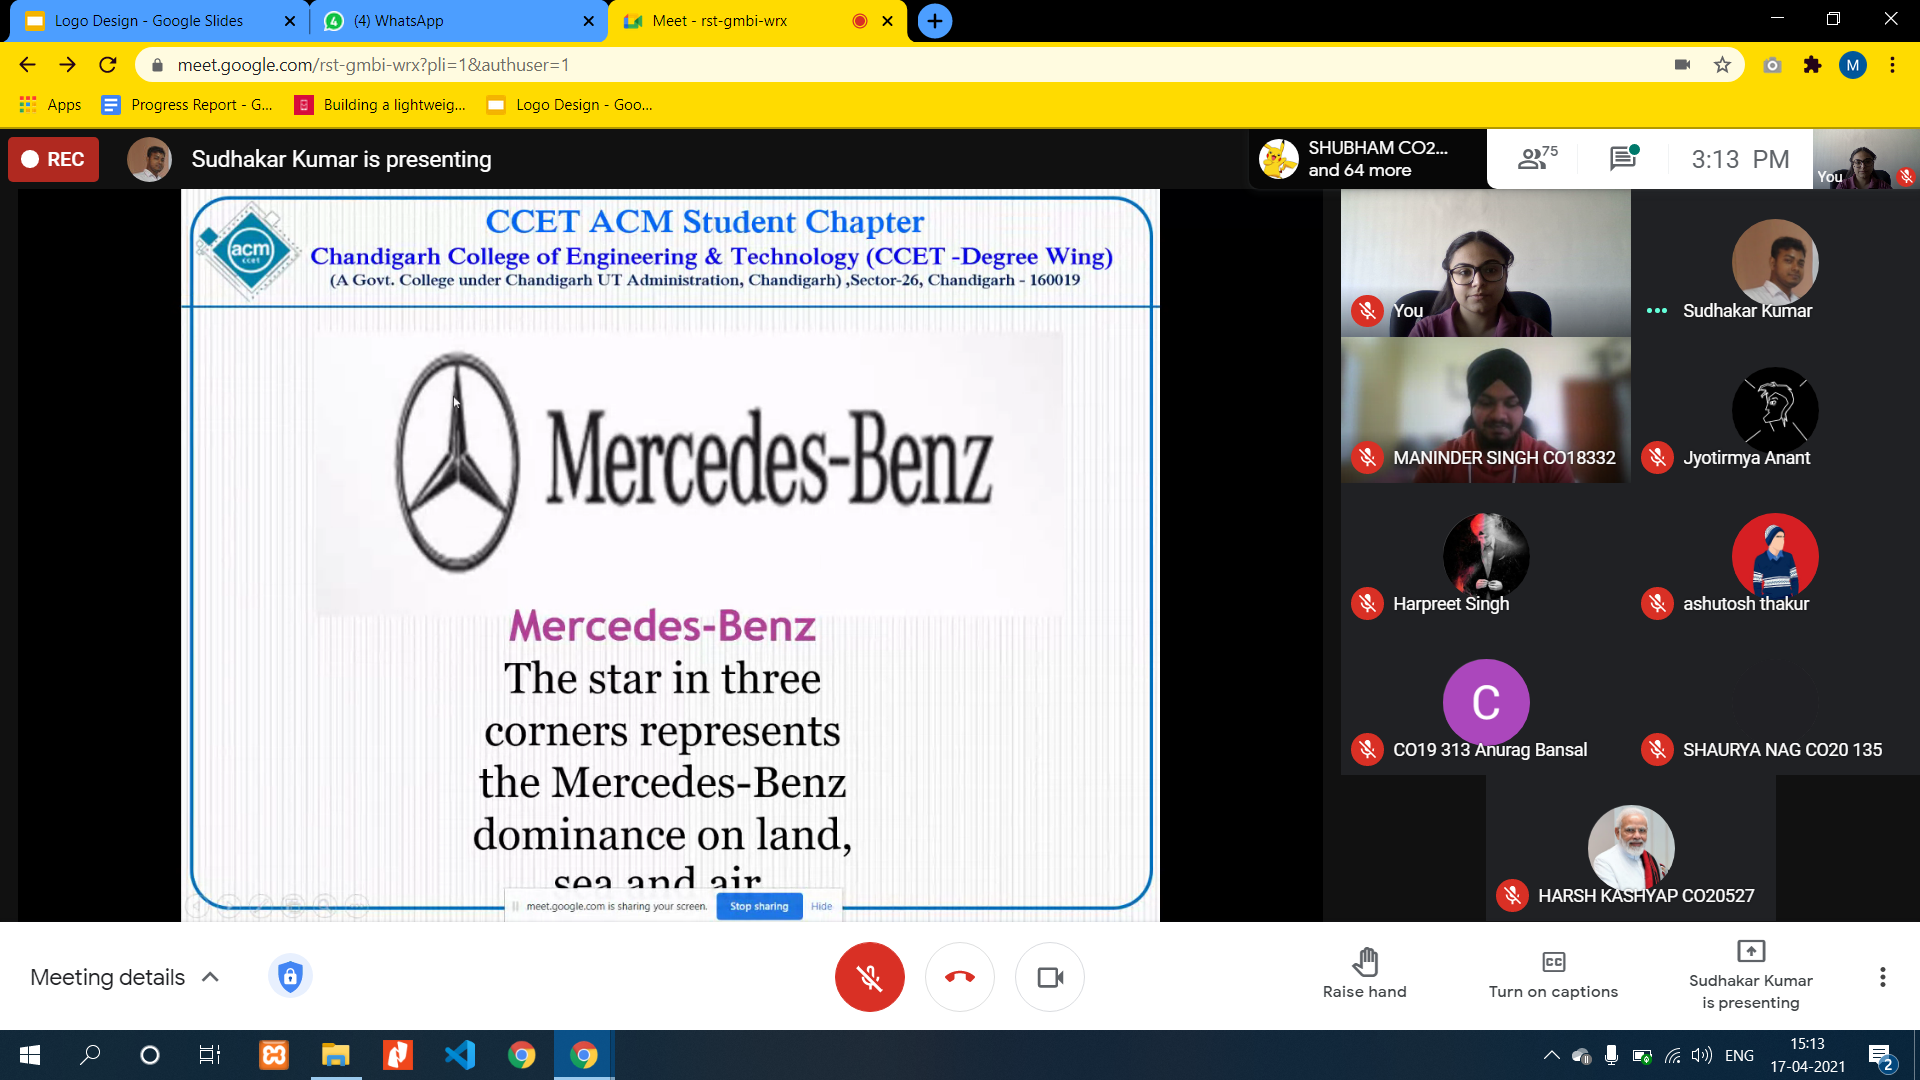 Logo Design - Google Slides
(4) WhatsApp
Meet - rst-gmbi-wrx
meet.google.com/rst-gmbi-wrx?pli=1&authuser=1
M
Apps
Progress Report - G...
Building a lightweig...
Logo Design - Goo...
REC
Sudhakar Kumar is presenting
SHUBHAM CO2...
and 64 more
75
3:13 PM
You
acm
ccet
CCET ACM Student Chapter
Chandigarh College of Engineering & Technology (CCET -Degree Wing)
(A Govt. College under Chandigarh UT Administration, Chandigarh) ,Sector-26, Chandigarh - 160019
Mercedes-Benz
Mercedes-Benz
The star in three
corners represents
the Mercedes-Benz
dominance on land,
sea and air
meet.google.com is sharing your screen.
Stop sharing
Hide
You
Sudhakar Kumar
MANINDER SINGH CO18332
Jyotirmya Anant
Harpreet Singh
ashutosh thakur
C
CO19 313 Anurag Bansal
SHAURYA NAG CO20 135
HARSH KASHYAP CO20527
Meeting details
Raise hand
CC
Turn on captions
Sudhakar Kumar
is presenting
ENG
15:13
17-04-2021
2